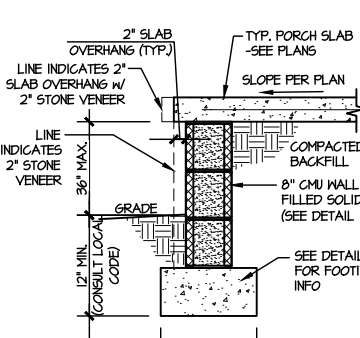 2" SLAB
OVERHANG (TYP.)
TYP. PORCH SLAB
-SEE PLANS
LINE INDICATES 2"
SLAB OVERHANG W/
2" STONE VENEER
SLOPE PER PLAN
LINE
INDICATES
2" STONE
VENEER
COMPACTED
BACKFILL
36" MAX.
8" CMU WALL
FILLED SOLID
(SEE DETAIL
GRADE
12" MIN.
(CONSULT LOCAL
CODE)
SEE DETAIL
FOR FOOTI
INFO